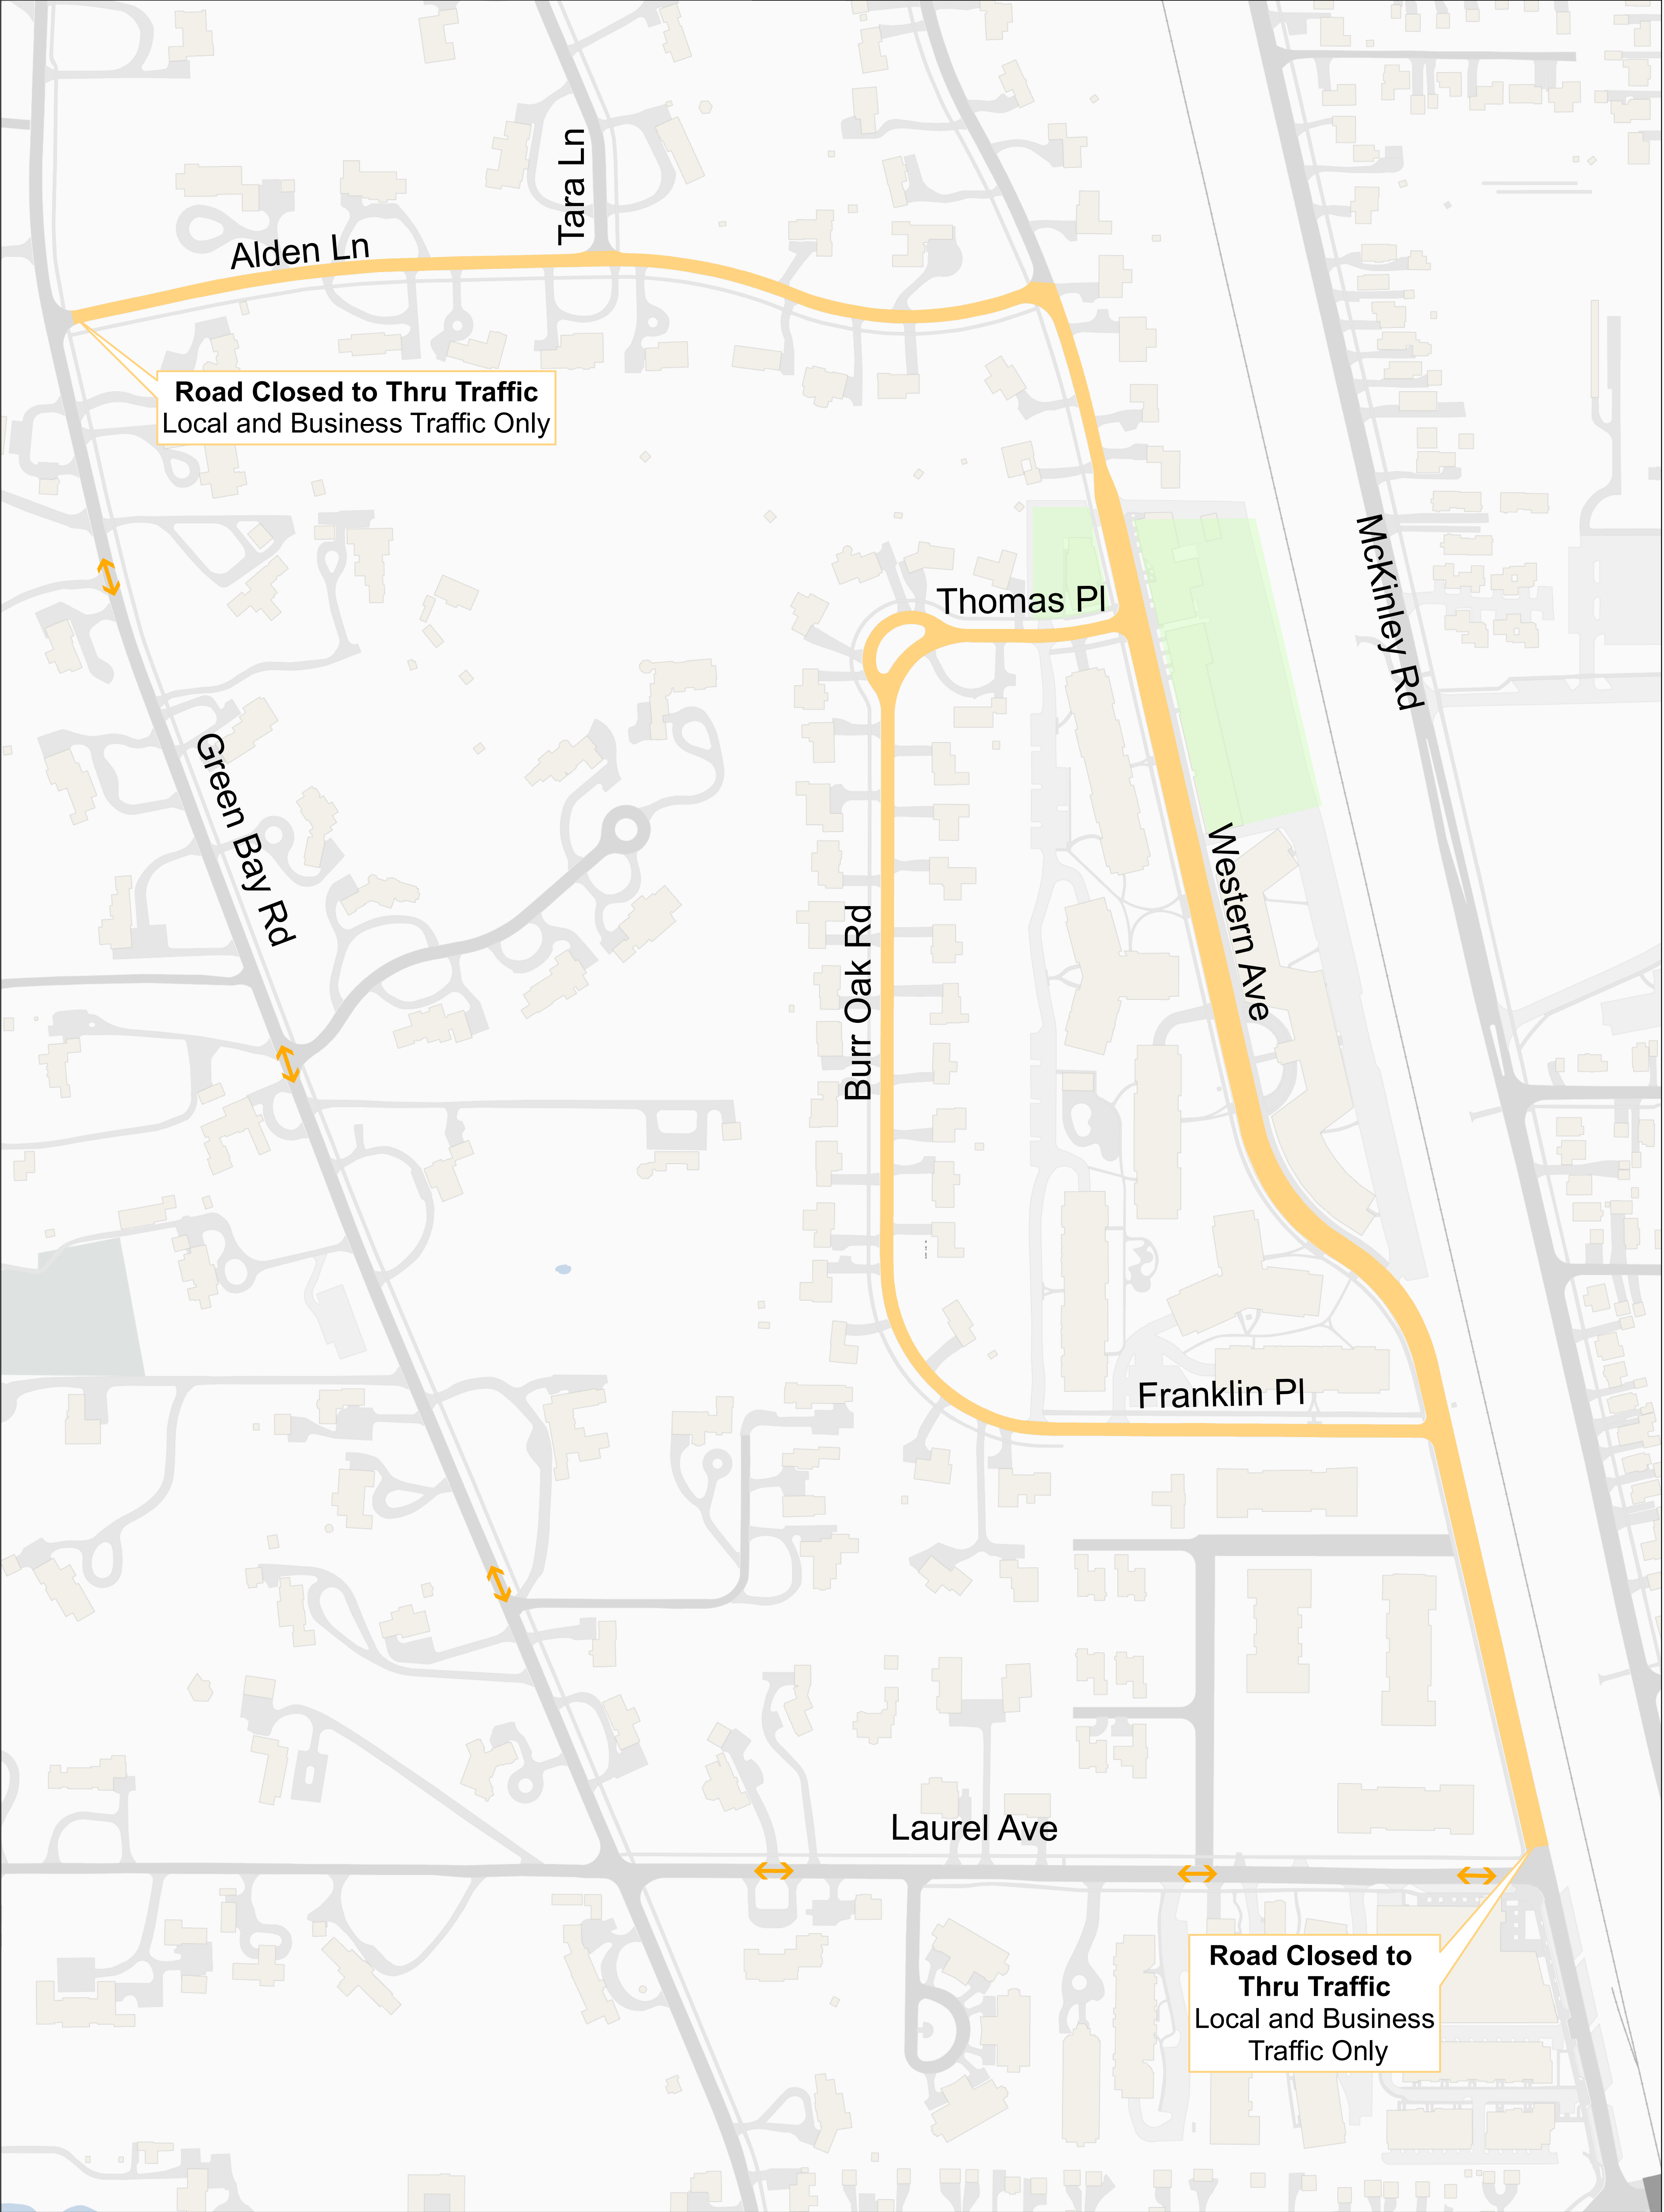 Tara Ln
Alden Ln
Road Closed to Thru Traffic
Local and Business Traffic Only
McKinley Rd
Thomas Pl
Green Bay Rd
Western Ave
Burr Oak Rd
Franklin Pl
Laurel Ave
Road Closed to
Thru Traffic
Local and Business
Traffic Only